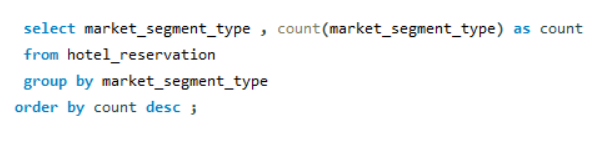 select market_segment_type , count(market_segment_type) as count
from hotel_reservation
group by market_segment_type
order by count desc ;